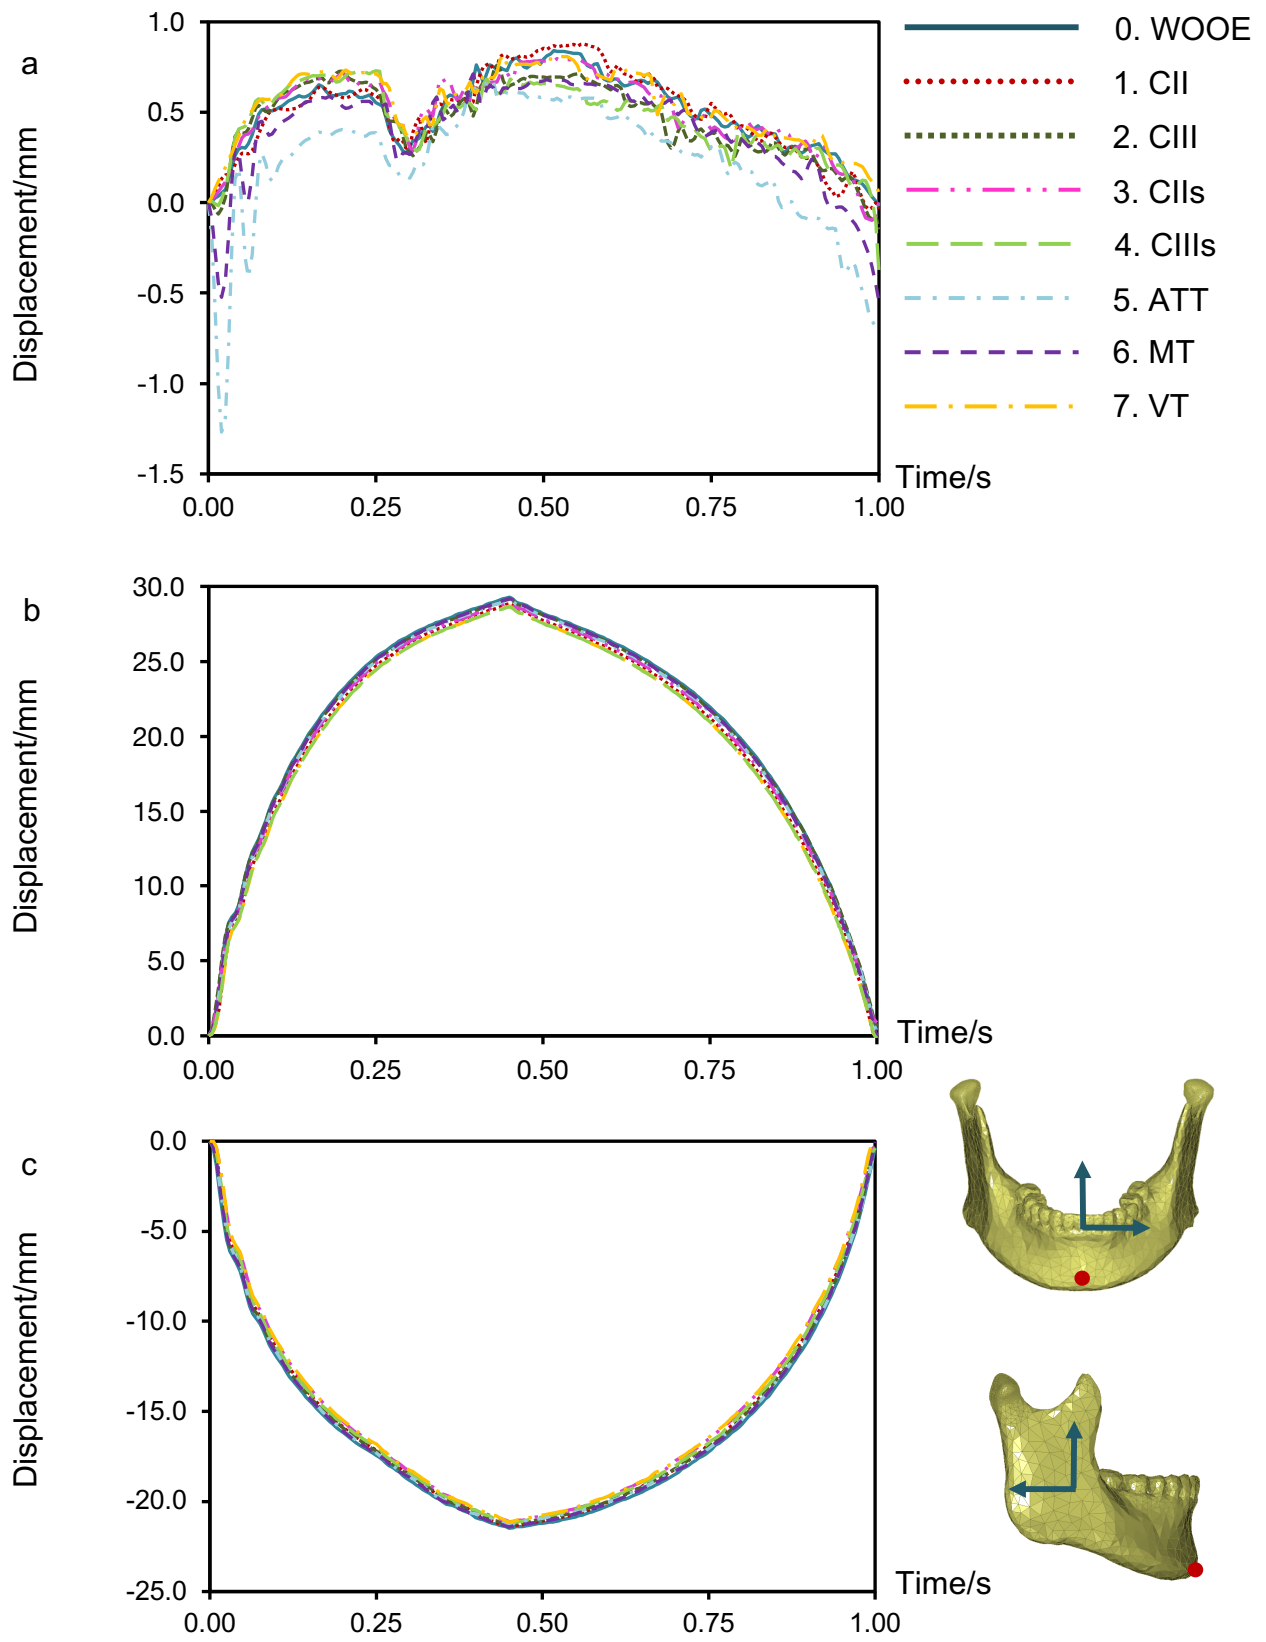 a
Displacement/mm
1.0
0.5
0.0
-0.5
-1.0
-1.5
0.00 0.25 0.50 0.75 1.00
Time/s
0. WOOE
1. CII
2. CIII
3. CIIs
4. CIIIs
5. ATT
6. MT
7. VT
b
Displacement/mm
30.0
25.0
20.0
15.0
10.0
5.0
0.0
0.00 0.25 0.50 0.75 1.00
Time/s
c
Displacement/mm
0.0
-5.0
-10.0
-15.0
-20.0
-25.0
0.00 0.25 0.50 0.75 1.00
Time/s